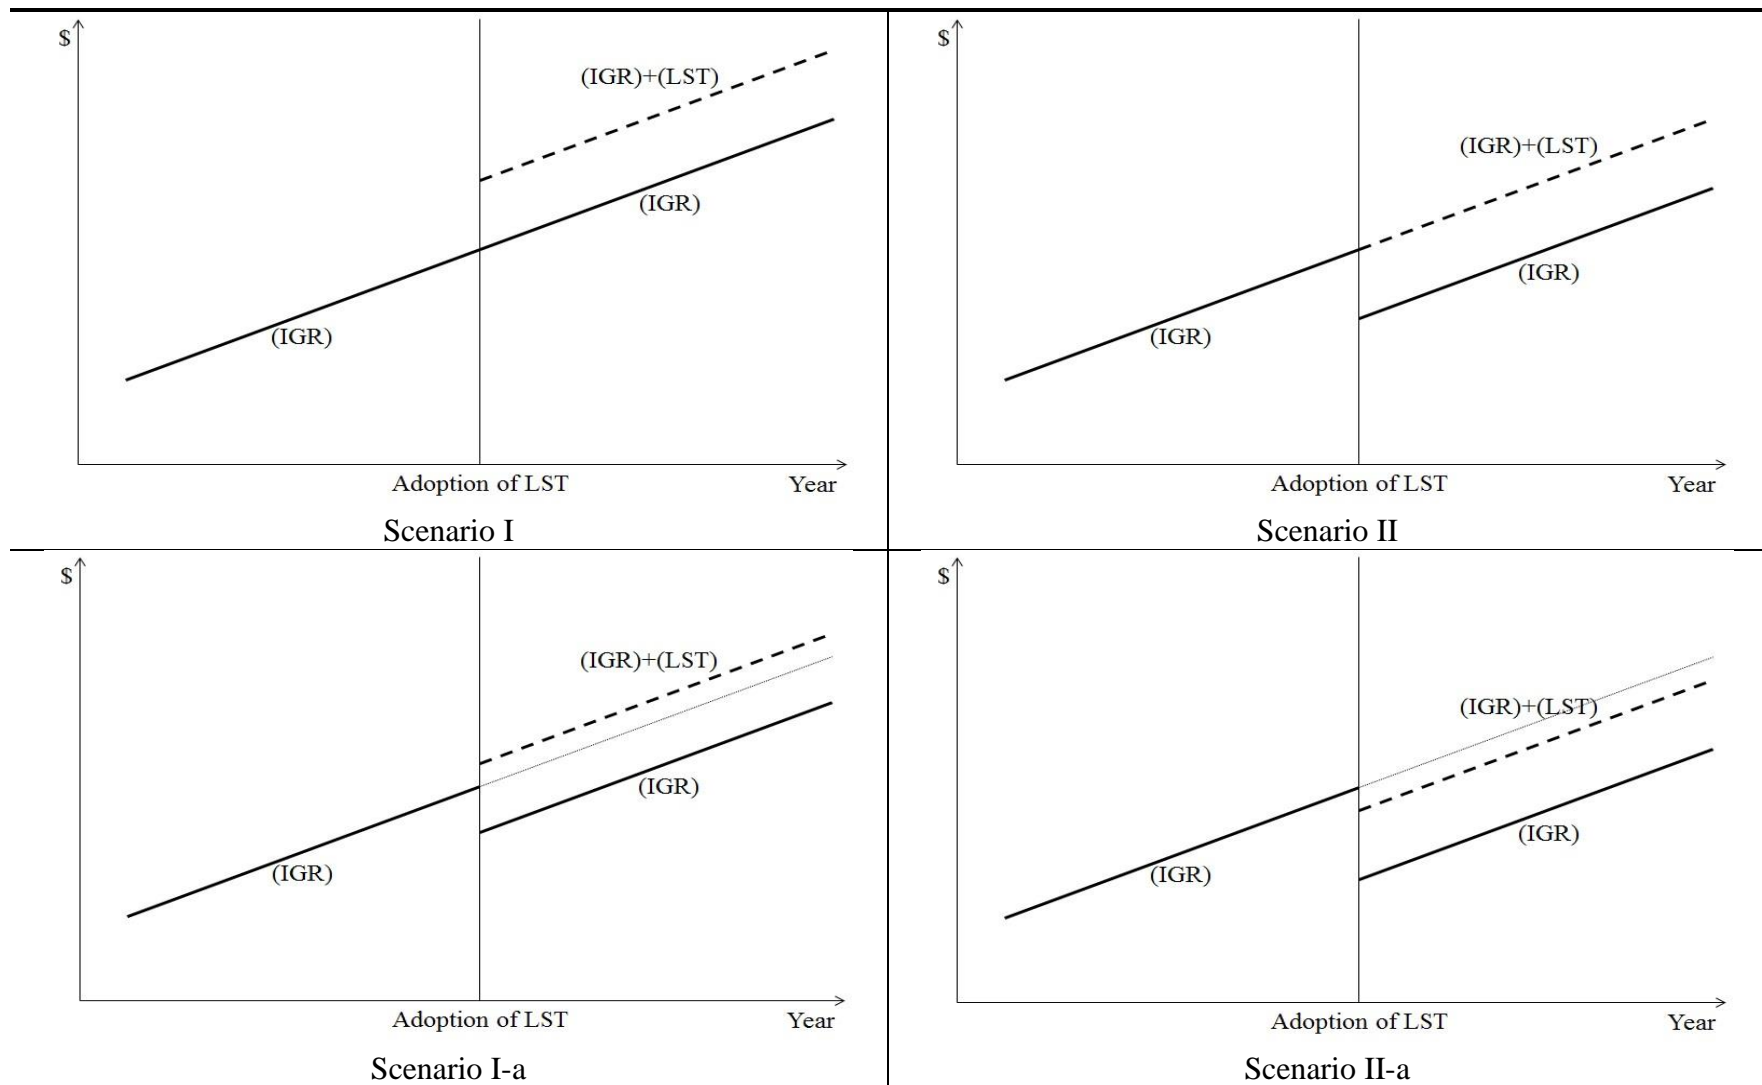 $
(IGR)+(LST)
(IGR)
(IGR)
Adoption of LST
Year
Scenario I
$
(IGR)+(LST)
(IGR)
(IGR)
Adoption of LST
Year
Scenario II
$
(IGR)+(LST)
(IGR)
(IGR)
Adoption of LST
Year
Scenario I-a
$
(IGR)+(LST)
(IGR)
(IGR)
Adoption of LST
Year
Scenario II-a